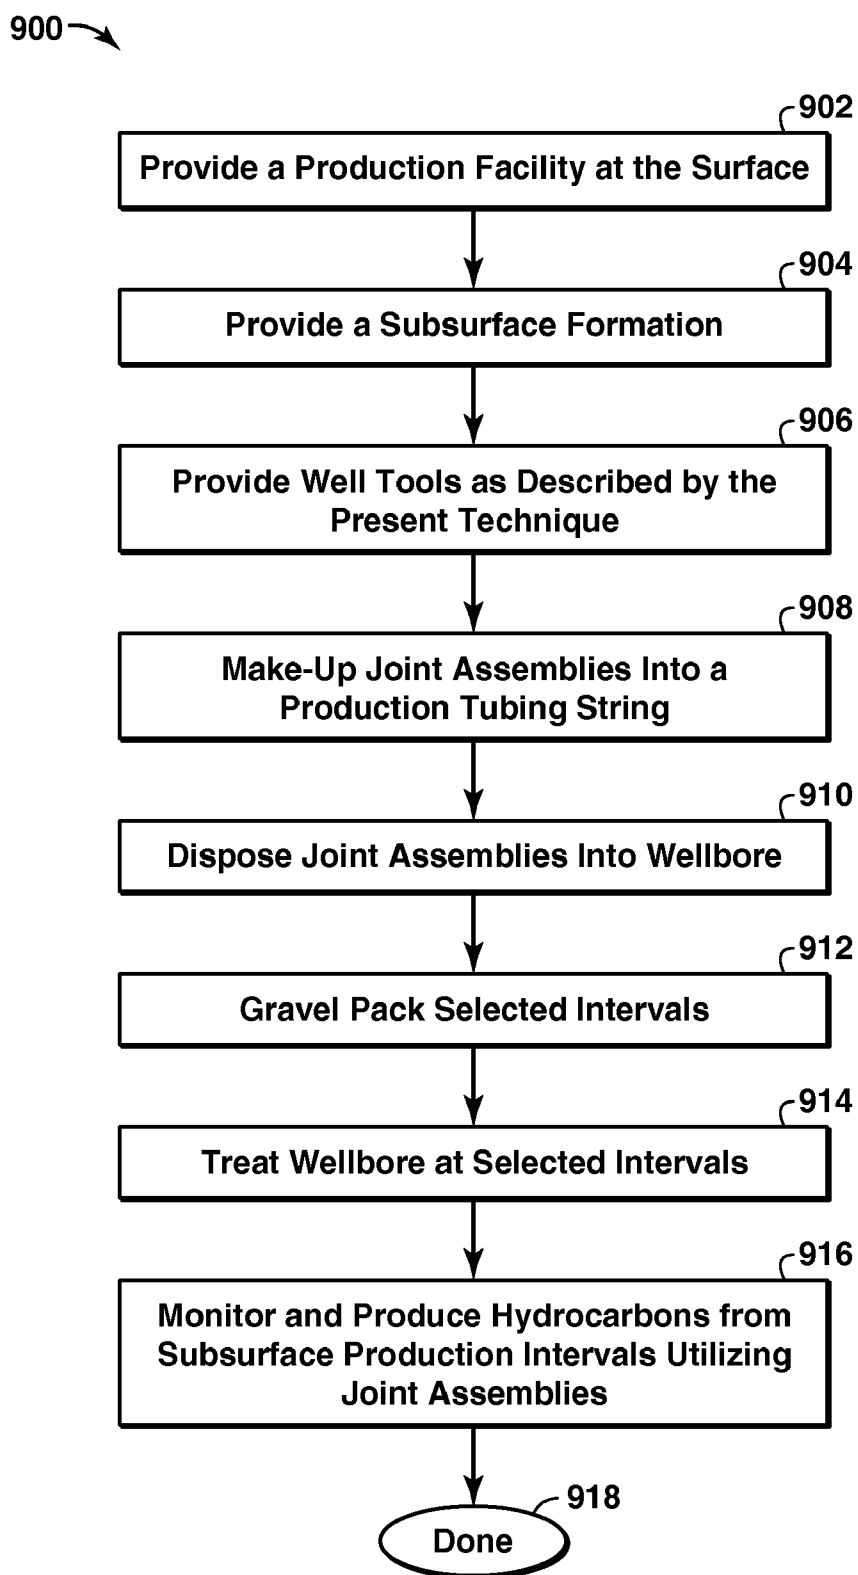 900
902
Provide a Production Facility at the Surface
904
Provide a Subsurface Formation
906
Provide Well Tools as Described by the
Present Technique
908
Make-Up Joint Assemblies Into a
Production Tubing String
910
Dispose Joint Assemblies Into Wellbore
912
Gravel Pack Selected Intervals
914
Treat Wellbore at Selected Intervals
916
Monitor and Produce Hydrocarbons from
Subsurface Production Intervals Utilizing
Joint Assemblies
918
Done